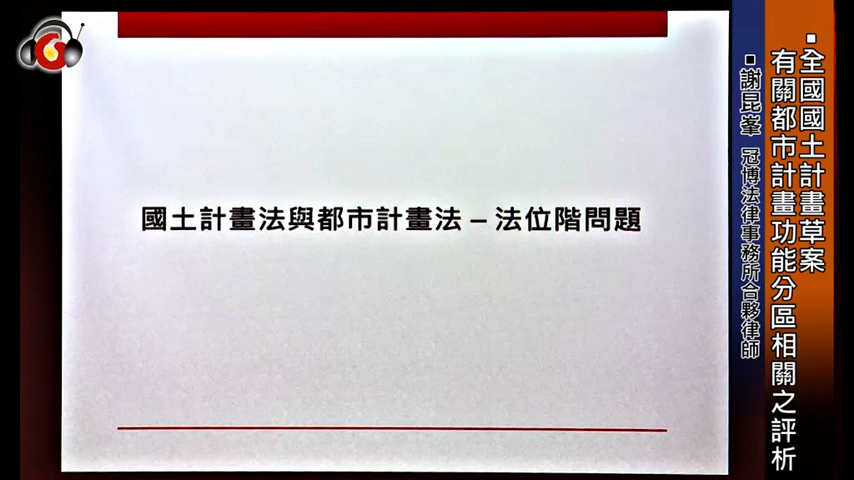 國土計畫法與都市計畫法 – 法位階問題
▪全國國土計畫草案
有關都市計畫功能分區相關之評析
▪謝昆峯 冠博法律事務所合夥律師